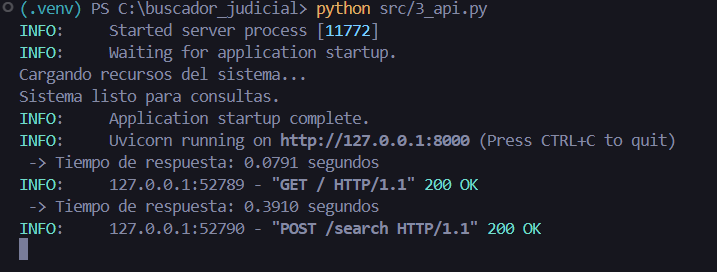 (.venv) PS C:\buscador_judicial> python src/3_api.py
INFO:     Started server process [11772]
INFO:     Waiting for application startup.
Cargando recursos del sistema...
Sistema listo para consultas.
INFO:     Application startup complete.
INFO:     Uvicorn running on http://127.0.0.1:8000 (Press CTRL+C to quit)
 -> Tiempo de respuesta: 0.0791 segundos
INFO:     127.0.0.1:52789 - "GET / HTTP/1.1" 200 OK
 -> Tiempo de respuesta: 0.3910 segundos
INFO:     127.0.0.1:52790 - "POST /search HTTP/1.1" 200 OK